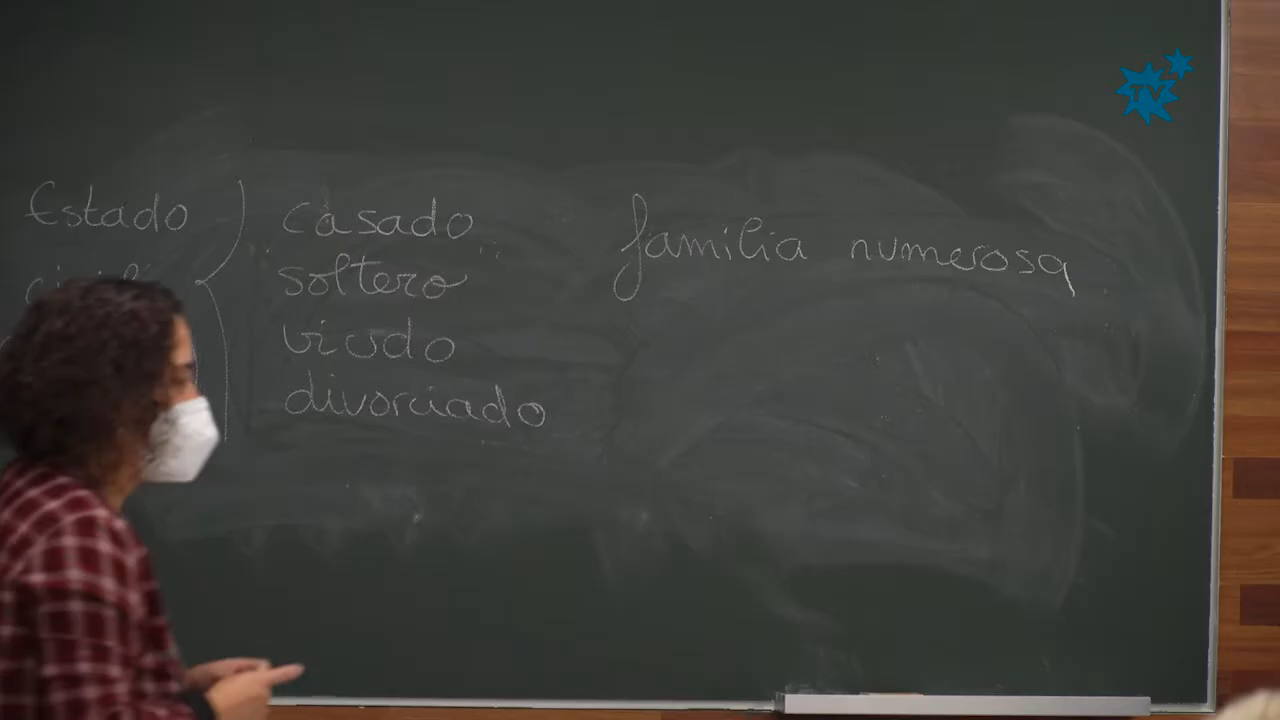 Estado
civil
casado
soltero
viudo
divorciado
familia numerosa